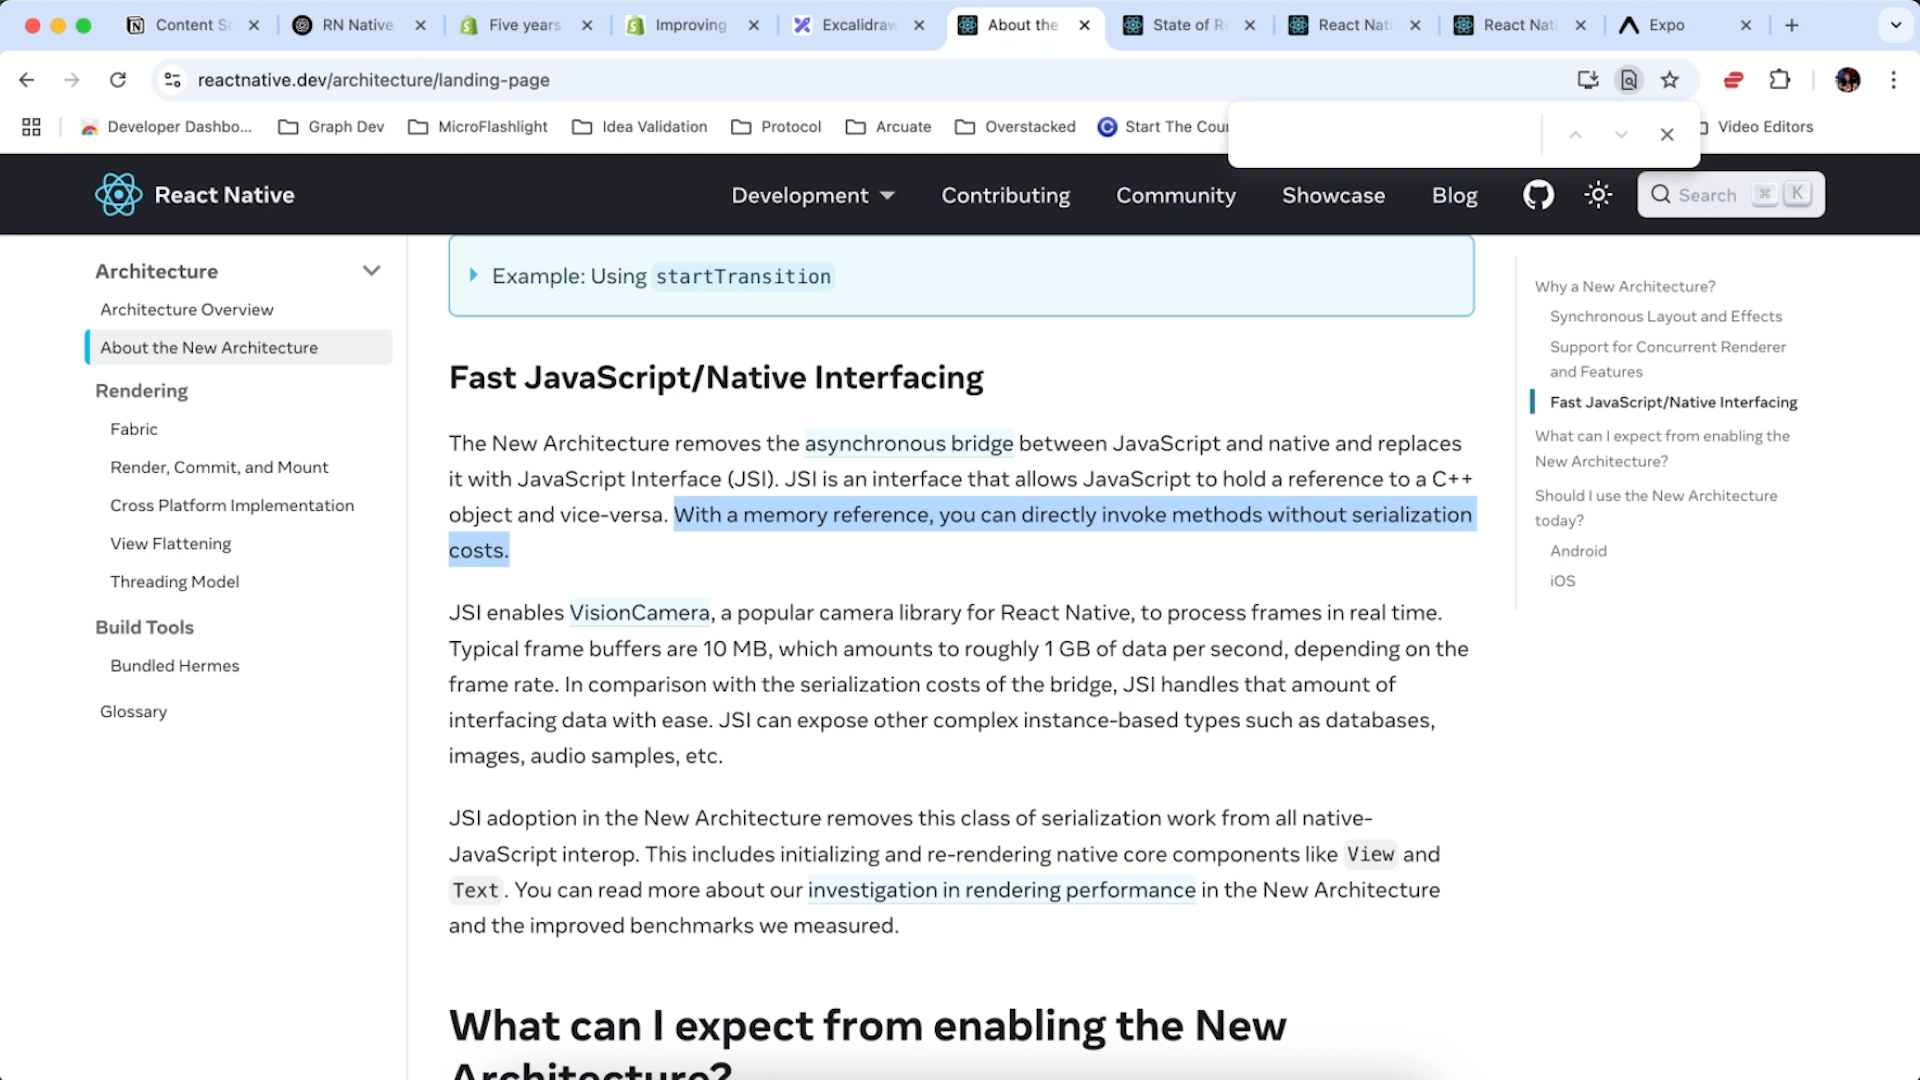 Content S
RN Native
Five years
Improving
Excalidraw
About the
State of R
React Nati
React Nati
Expo
reactnative.dev/architecture/landing-page
Developer Dashbo...
Graph Dev
MicroFlashlight
Idea Validation
Protocol
Arcuate
Overstacked
Start The Cour
Video Editors
React Native
Development
Contributing
Community
Showcase
Blog
Search ⌘ K
Architecture
Architecture Overview
About the New Architecture
Rendering
Fabric
Render, Commit, and Mount
Cross Platform Implementation
View Flattening
Threading Model
Build Tools
Bundled Hermes
Glossary
Example: Using startTransition
Fast JavaScript/Native Interfacing
The New Architecture removes the asynchronous bridge between JavaScript and native and replaces
it with JavaScript Interface (JSI). JSI is an interface that allows JavaScript to hold a reference to a C++
object and vice-versa. With a memory reference, you can directly invoke methods without serialization
costs.
JSI enables VisionCamera, a popular camera library for React Native, to process frames in real time.
Typical frame buffers are 10 MB, which amounts to roughly 1 GB of data per second, depending on the
frame rate. In comparison with the serialization costs of the bridge, JSI handles that amount of
interfacing data with ease. JSI can expose other complex instance-based types such as databases,
images, audio samples, etc.
JSI adoption in the New Architecture removes this class of serialization work from all native-
JavaScript interop. This includes initializing and re-rendering native core components like View and
Text. You can read more about our investigation in rendering performance in the New Architecture
and the improved benchmarks we measured.
What can I expect from enabling the New
Architecture?
Why a New Architecture?
Synchronous Layout and Effects
Support for Concurrent Renderer
and Features
Fast JavaScript/Native Interfacing
What can I expect from enabling the
New Architecture?
Should I use the New Architecture
today?
Android
iOS